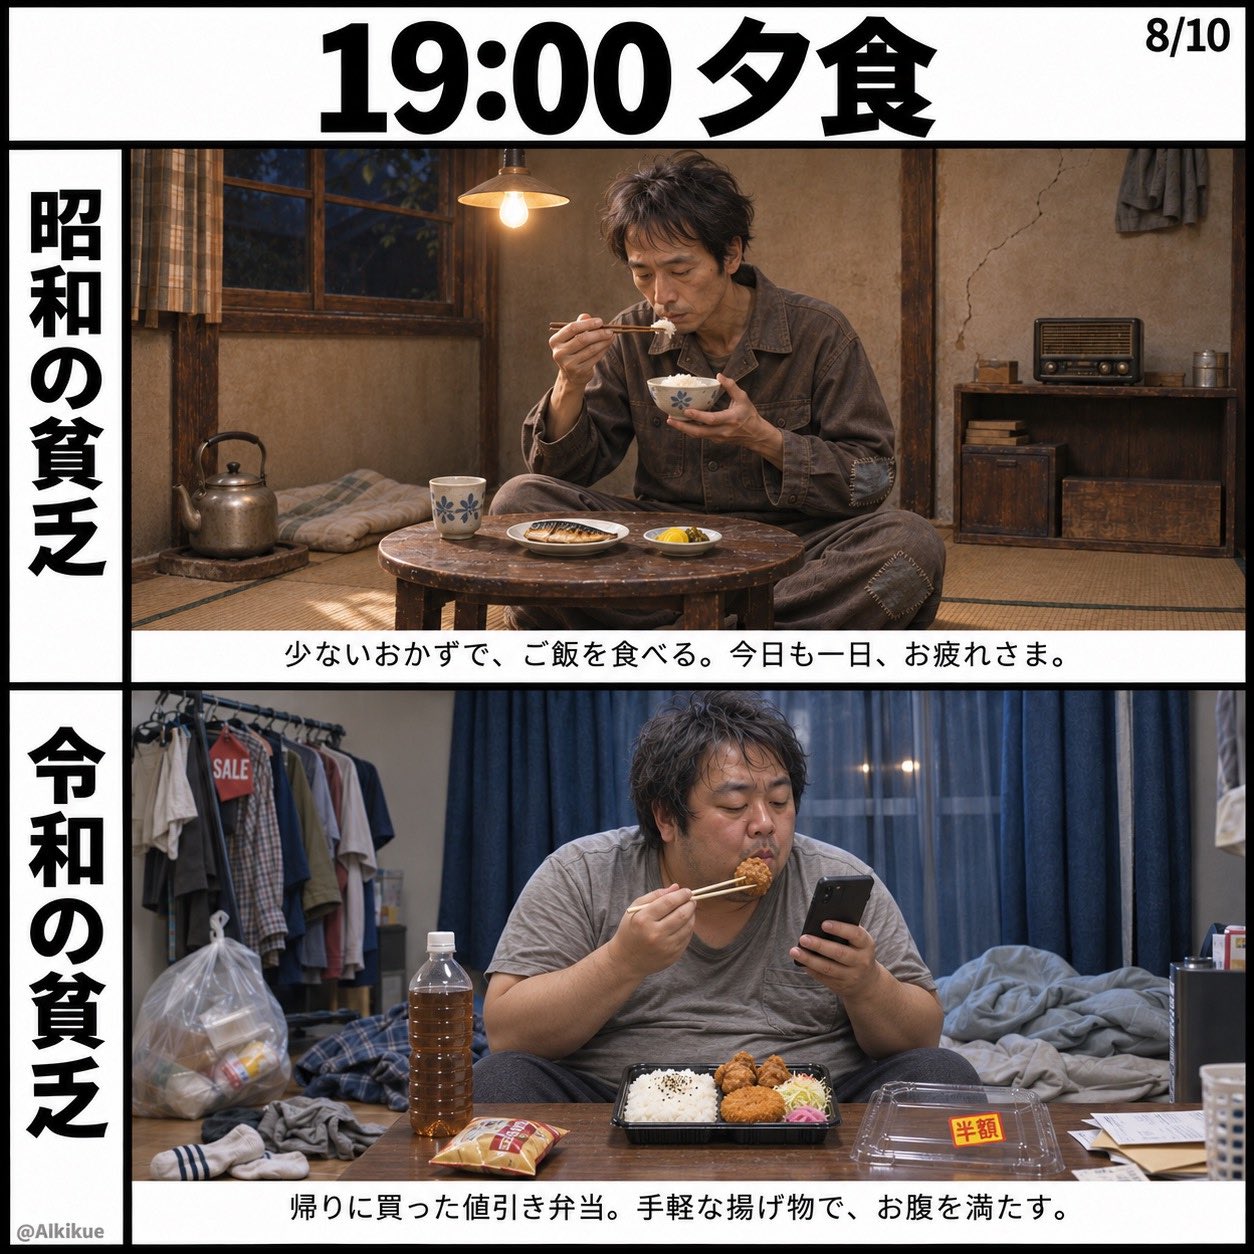 19:00 夕食
8/10
昭和の貧乏
少ないおかずで、ご飯を食べる。今日も一日、お疲れさま。
令和の貧乏
SALE
半額
帰りに買った値引き弁当。手軽な揚げ物で、お腹を満たす。
@Alkikue